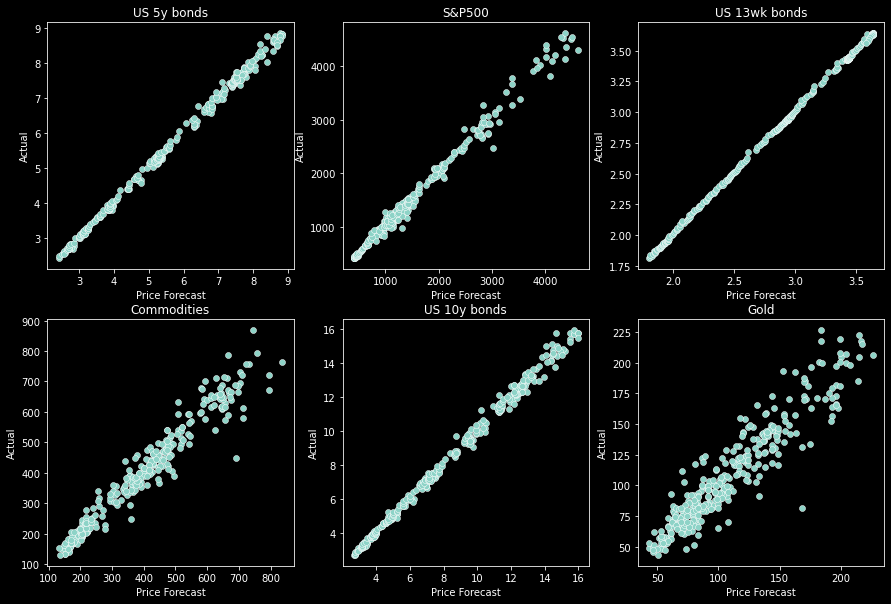 US 5y bonds
S&P500
US 13wk bonds
9
8
7
6
5
4
3
Actual
3 4 5 6 7 8 9
Price Forecast
4000
3000
2000
1000
Actual
1000 2000 3000 4000
Price Forecast
3.50
3.25
3.00
2.75
2.50
2.25
2.00
1.75
Actual
2.0 2.5 3.0 3.5
Price Forecast
Commodities
US 10y bonds
Gold
900
800
700
600
500
400
300
200
100
Actual
100 200 300 400 500 600 700 800
Price Forecast
16
14
12
10
8
6
4
Actual
4 6 8 10 12 14 16
Price Forecast
225
200
175
150
125
100
75
50
Actual
50 100 150 200
Price Forecast